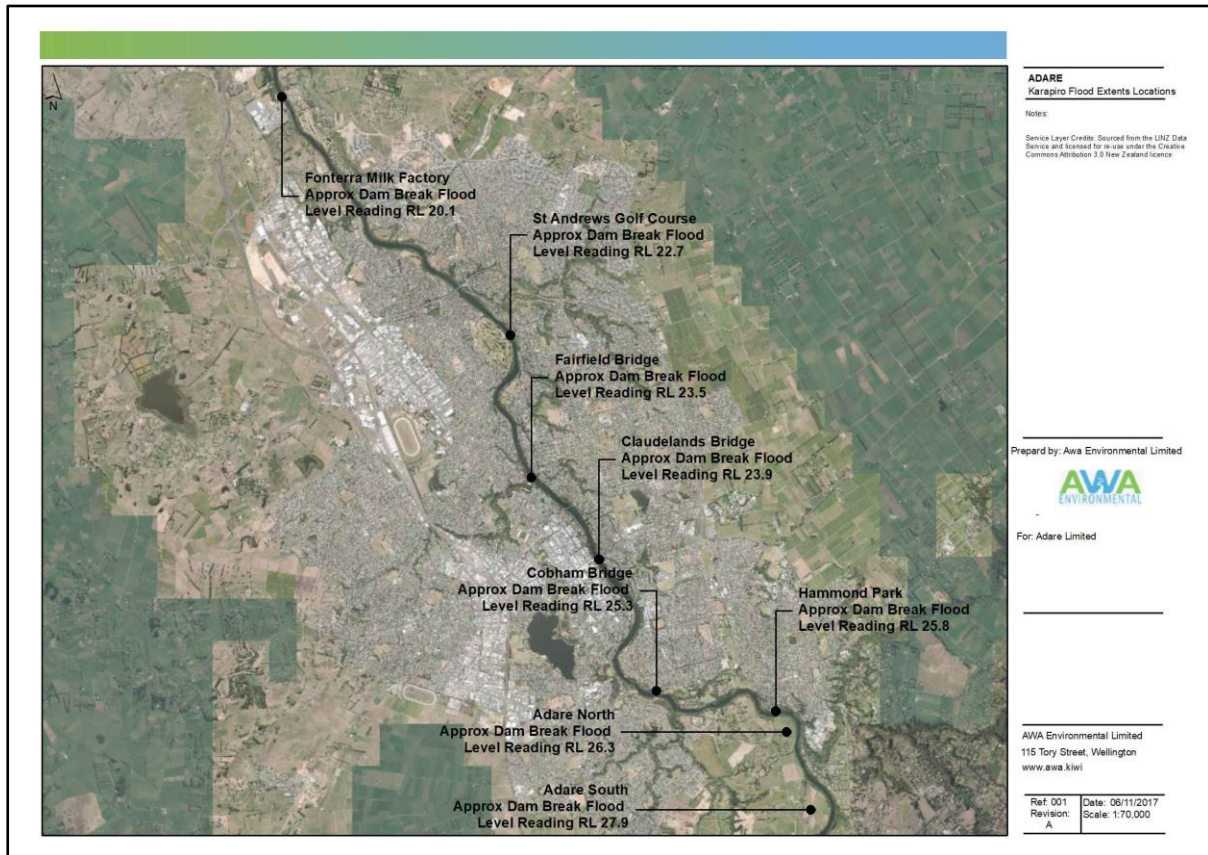 N
Fonterra Milk Factory
Approx Dam Break Flood
Level Reading RL 20.1
St Andrews Golf Course
Approx Dam Break Flood
Level Reading RL 22.7
Fairfield Bridge
Approx Dam Break Flood
Level Reading RL 23.5
Claudelands Bridge
Approx Dam Break Flood
Level Reading RL 23.9
Cobham Bridge
Approx Dam Break Flood
Level Reading RL 25.3
Hammond Park
Approx Dam Break Flood
Level Reading RL 25.8
Adare North
Approx Dam Break Flood
Level Reading RL 26.3
Adare South
Approx Dam Break Flood
Level Reading RL 27.9
ADARE
Karapiro Flood Extents Locations
Notes:
Service Layer Credits: Sourced from the LINZ Data
Service and licensed for re-use under the Creative
Commons Attribution 3.0 New Zealand licence
Prepard by: Awa Environmental Limited
AWA
ENVIRONMENTAL
-
For: Adare Limited
AWA Environmental Limited
115 Tory Street, Wellington
www.awa.kiwi
Ref: 001
Revision:
A
Date: 06/11/2017
Scale: 1:70,000